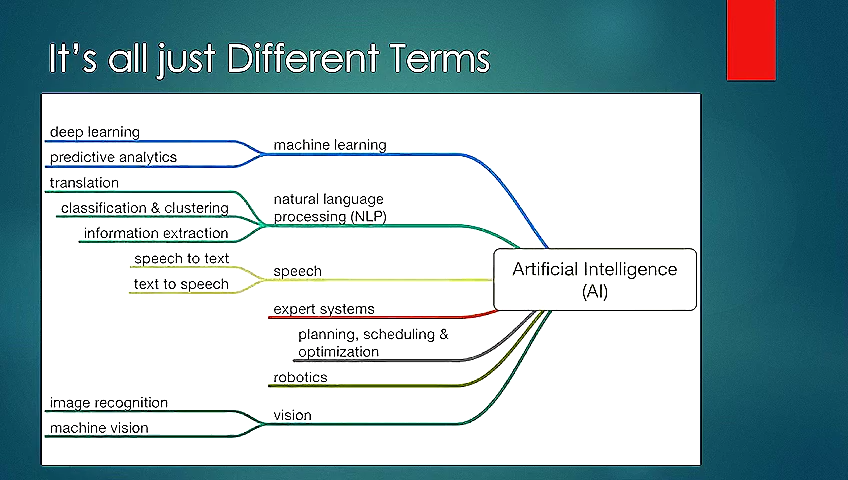 It's all just Different Terms
deep learning
predictive analytics
machine learning
translation
classification & clustering
information extraction
natural language
processing (NLP)
speech to text
text to speech
speech
expert systems
planning, scheduling &
optimization
robotics
image recognition
machine vision
vision
Artificial Intelligence
(AI)